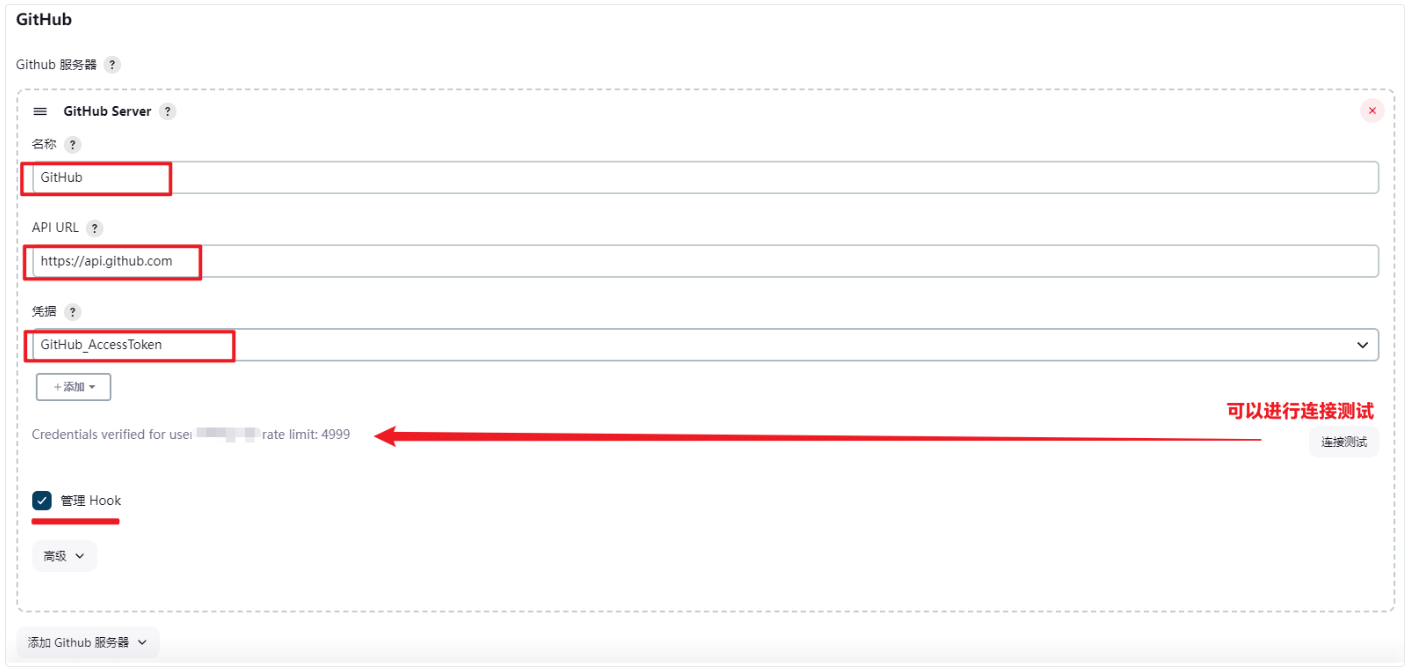 GitHub
Github 服务器 ?
GitHub Server ?
名称 ?
GitHub
API URL ?
https://api.github.com
凭据 ?
GitHub_AccessToken
+添加
可以进行连接测试
Credentials verified for user rate limit: 4999
连接测试
管理 Hook
高级
添加 Github 服务器